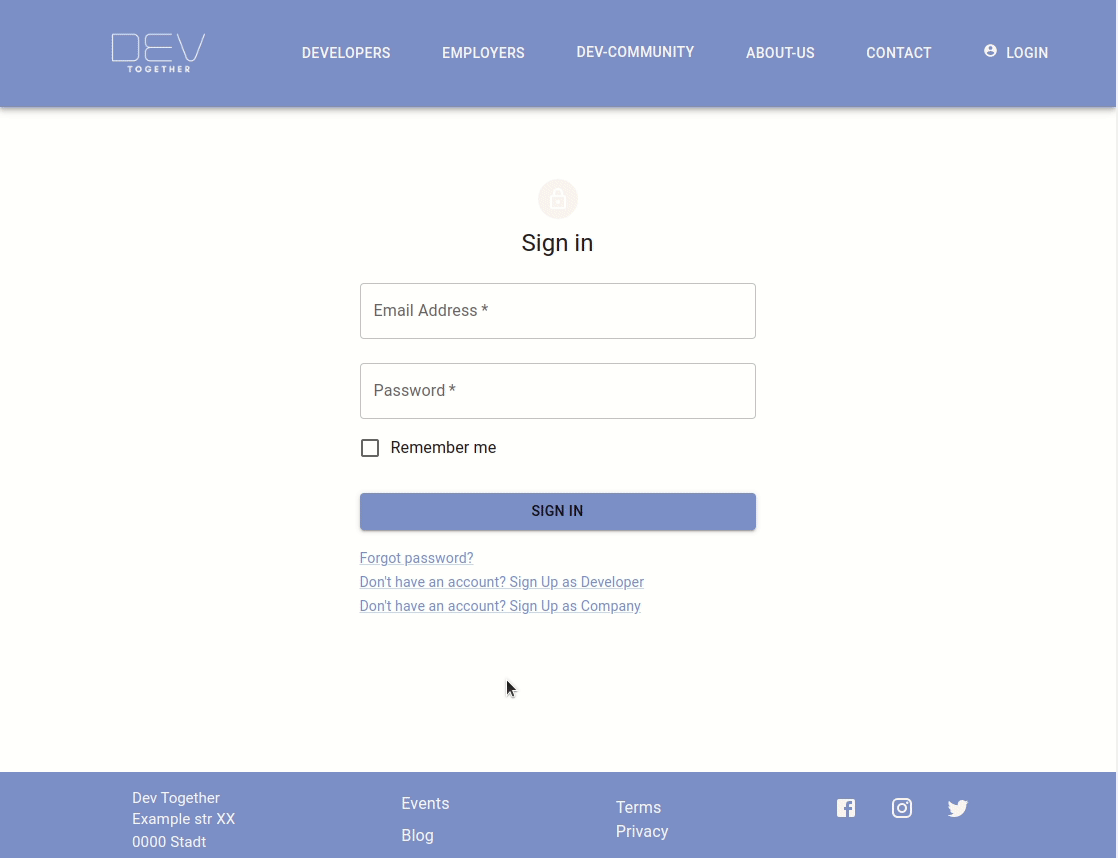 DEV
TOGETHER
DEVELOPERS
EMPLOYERS
DEV-COMMUNITY
ABOUT-US
CONTACT
LOGIN
Sign in
Email Address *
Password *
Remember me
SIGN IN
Forgot password?
Don't have an account? Sign Up as Developer
Don't have an account? Sign Up as Company
Dev Together
Example str XX
0000 Stadt
Events
Blog
Terms
Privacy